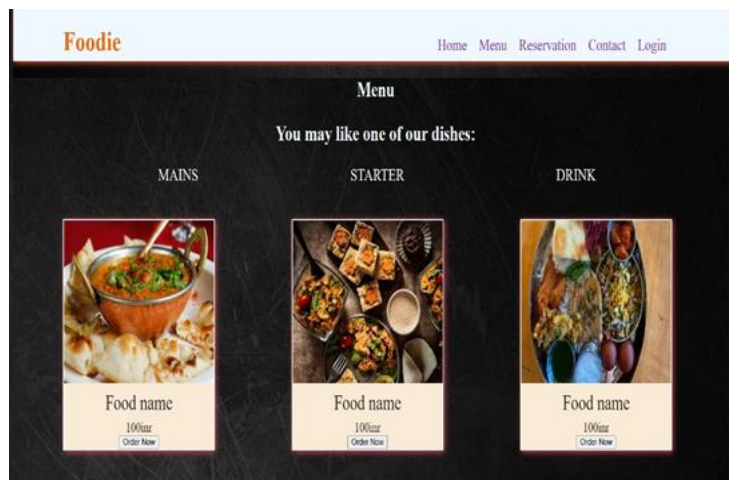 Foodie
Home Menu Reservation Contact Login
Menu
You may like one of our dishes:
MAINS STARTER DRINK
Food name Food name Food name
100inr 100inr 100inr
Order Now Order Now Order Now